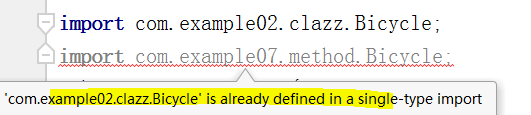 import com.example02.clazz.Bicycle;
import com.example07.method.Bicycle;
'com.example02.clazz.Bicycle' is already defined in a single-type import